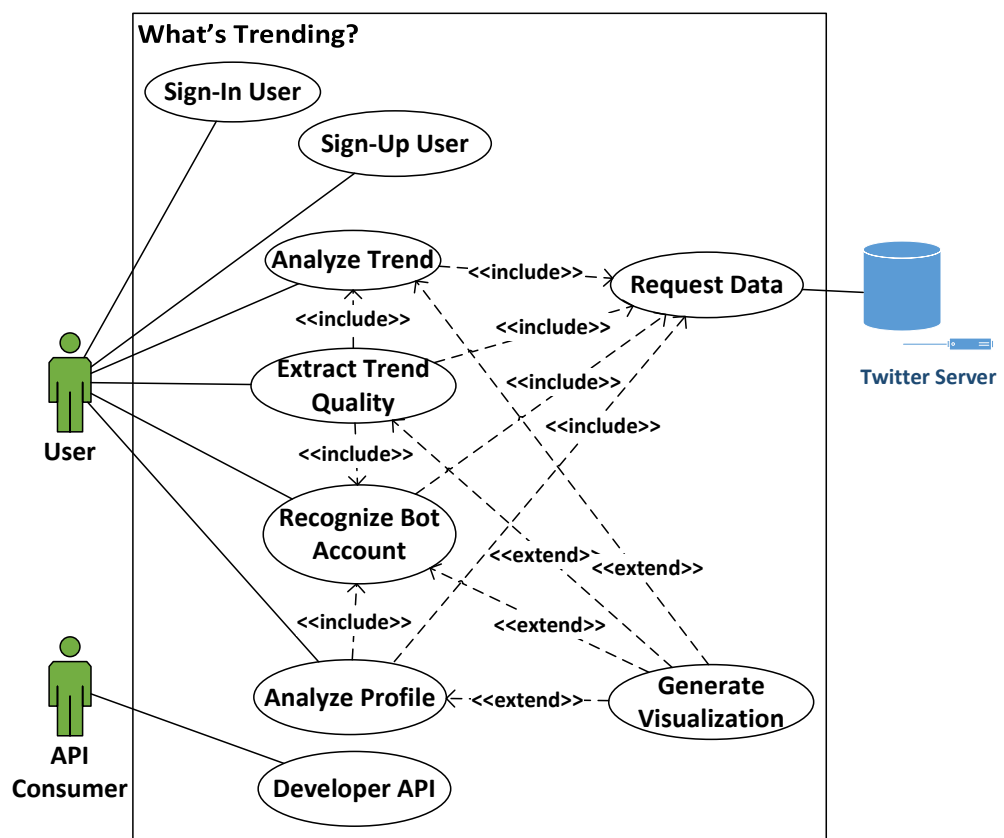 What's Trending?
Sign-In User
Sign-Up User
Analyze Trend
<<include>>
Request Data
<<include>>
<<include>>
Extract Trend
Quality
Twitter Server
<<include>>
<<include>>
User
<<include>>
Recognize Bot
Account
<<extend>>
<<extend>>
<<include>>
<<extend>>
Analyze Profile
<<extend>>
Generate
Visualization
API
Consumer
Developer API